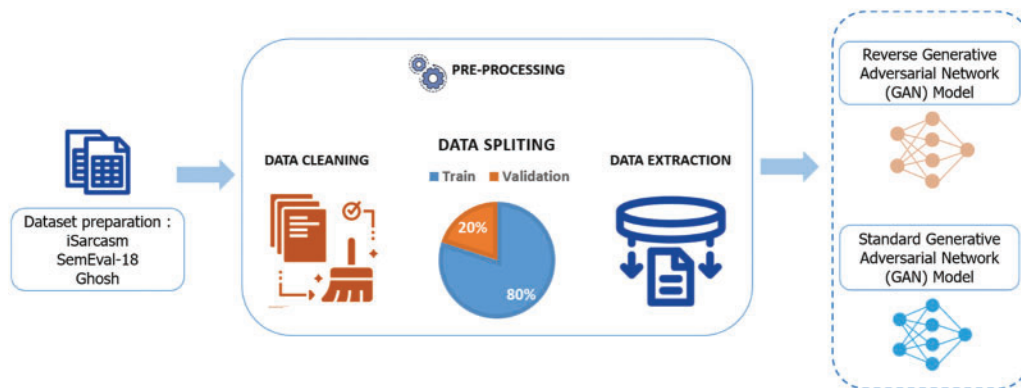 Dataset preparation :
iSarcasm
SemEval-18
Ghosh
PRE-PROCESSING
DATA CLEANING
DATA SPLITING
Train Validation
20%
80%
DATA EXTRACTION
Reverse Generative
Adversarial Network
(GAN) Model
Standard Generative
Adversarial Network
(GAN) Model